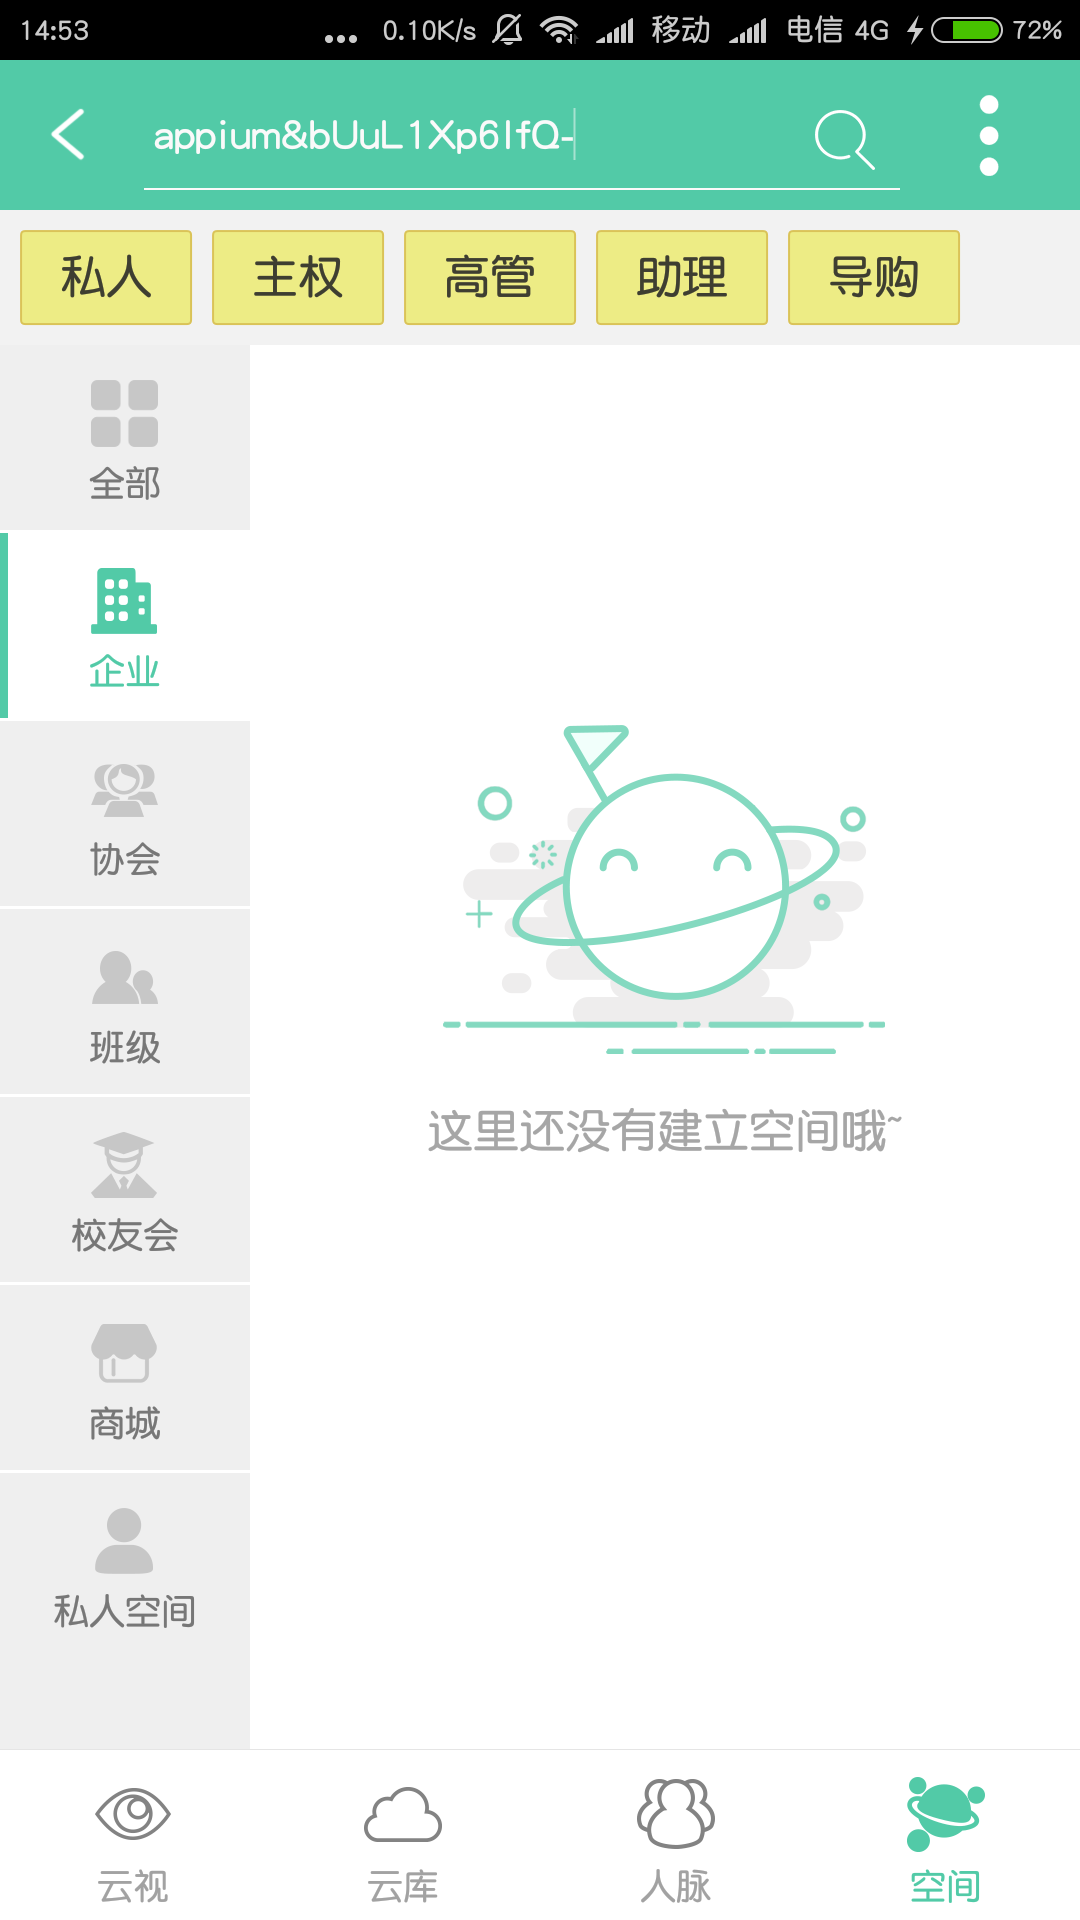 14:53 ... 0.10K/s 移动 电信 4G 72%
appium&bUuL1Xp6IfQ-
私人 主权 高管 助理 导购
全部
企业
协会
班级
这里还没有建立空间哦~
校友会
商城
私人空间
云视 云库 人脉 空间